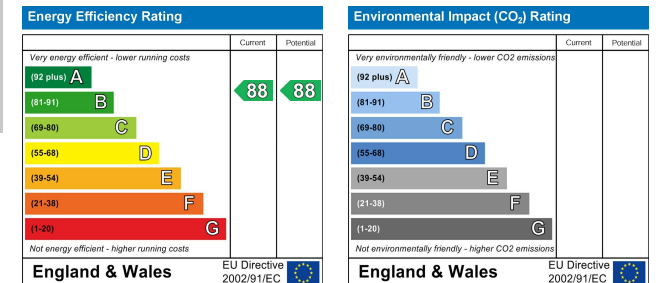 Energy Efficiency Rating
Current Potential
Very energy efficient - lower running costs
(92 plus) A
(81-91) B
88 88
(69-80) C
(55-68) D
(39-54) E
(21-38) F
(1-20) G
Not energy efficient - higher running costs
England & Wales
EU Directive
2002/91/EC
Environmental Impact (CO₂) Rating
Current Potential
Very environmentally friendly - lower CO2 emissions
(92 plus) A
(81-91) B
(69-80) C
(55-68) D
(39-54) E
(21-38) F
(1-20) G
Not environmentally friendly - higher CO2 emissions
England & Wales
EU Directive
2002/91/EC